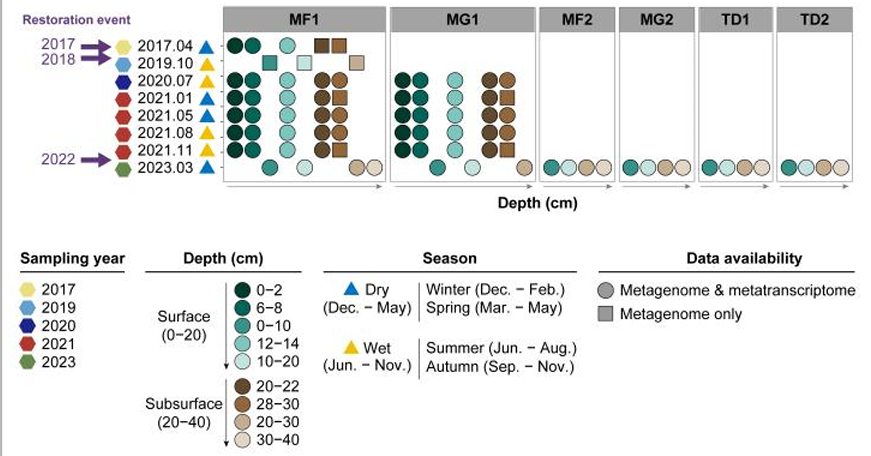 Restoration event
MF1 MG1 MF2 MG2 TD1 TD2
2017 2017.04
2018 2019.10
2020.07
2021.01
2021.05
2021.08
2021.11
2022 2023.03
Depth (cm)
Sampling year
2017
2019
2020
2021
2023
Depth (cm)
Surface
(0−20)
0−2
6−8
0−10
12−14
10−20
Subsurface
(20−40)
20−22
28−30
20−30
30−40
Season
Dry
(Dec. − May)
Winter (Dec. − Feb.)
Spring (Mar. − May)
Wet
(Jun. − Nov.)
Summer (Jun. − Aug.)
Autumn (Sep. − Nov.)
Data availability
Metagenome & metatranscriptome
Metagenome only